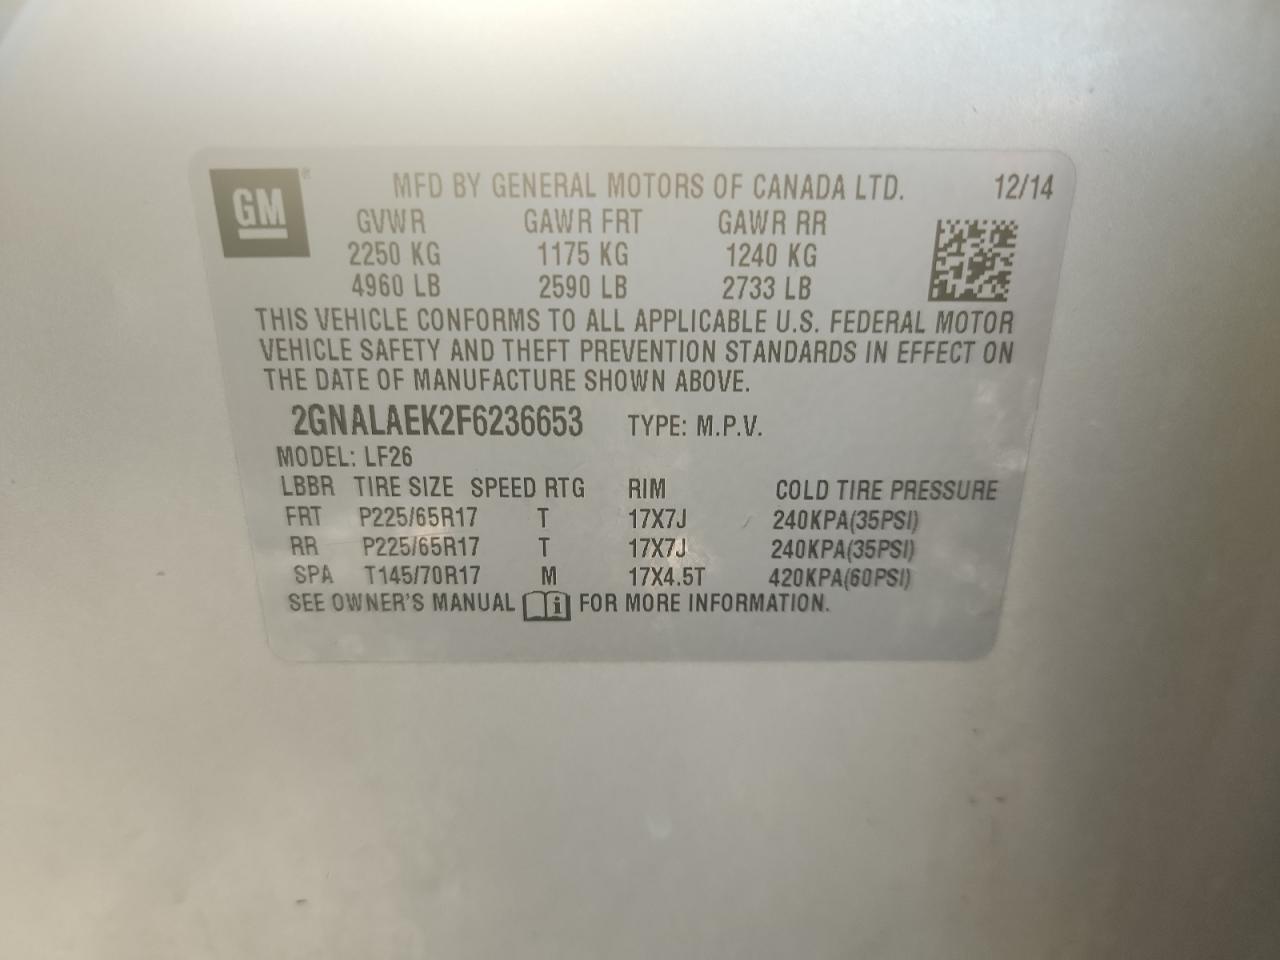 GM
MFD BY GENERAL MOTORS OF CANADA LTD. 12/14
GVWR GAWR FRT GAWR RR
2250 KG 1175 KG 1240 KG
4960 LB 2590 LB 2733 LB
THIS VEHICLE CONFORMS TO ALL APPLICABLE U.S. FEDERAL MOTOR
VEHICLE SAFETY AND THEFT PREVENTION STANDARDS IN EFFECT ON
THE DATE OF MANUFACTURE SHOWN ABOVE.
2GNALAEK2F6236653 TYPE: M.P.V.
MODEL: LF26
LBBR TIRE SIZE SPEED RTG RIM COLD TIRE PRESSURE
FRT P225/65R17 T 17X7J 240KPA(35PSI)
RR P225/65R17 T 17X7J 240KPA(35PSI)
SPA T145/70R17 M 17X4.5T 420KPA(60PSI)
SEE OWNER'S MANUAL i FOR MORE INFORMATION.